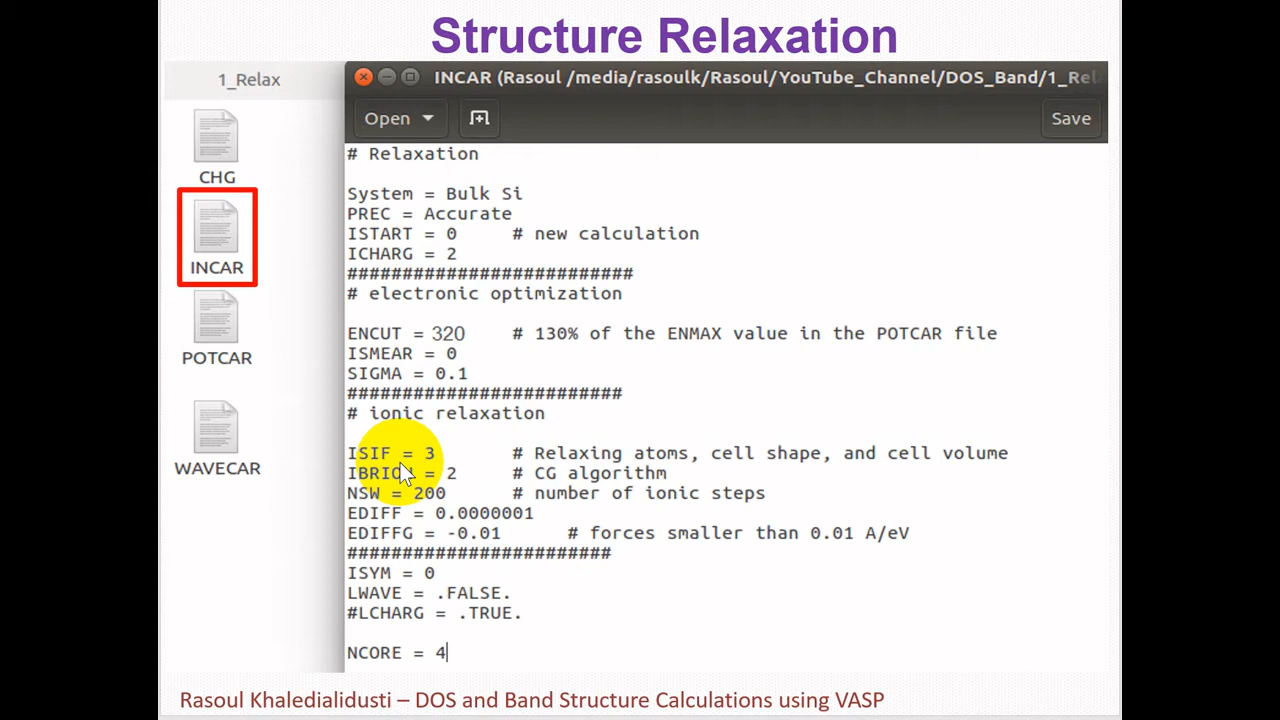 Structure Relaxation
1_Relax
CHG
INCAR
POTCAR
WAVECAR
INCAR (Rasoul /media/rasoulk/Rasoul/YouTube_Channel/DOS_Band/1_Rel
Open
Save
# Relaxation
System = Bulk Si
PREC = Accurate
ISTART = 0 # new calculation
ICHARG = 2
##########################
# electronic optimization
ENCUT = 320 # 130% of the ENMAX value in the POTCAR file
ISMEAR = 0
SIGMA = 0.1
#########################
# ionic relaxation
ISIF = 3 # Relaxing atoms, cell shape, and cell volume
IBRION = 2 # CG algorithm
NSW = 200 # number of ionic steps
EDIFF = 0.0000001
EDIFFG = -0.01 # forces smaller than 0.01 A/eV
########################
ISYM = 0
LWAVE = .FALSE.
#LCHARG = .TRUE.
NCORE = 4
Rasoul Khaledialidusti – DOS and Band Structure Calculations using VASP